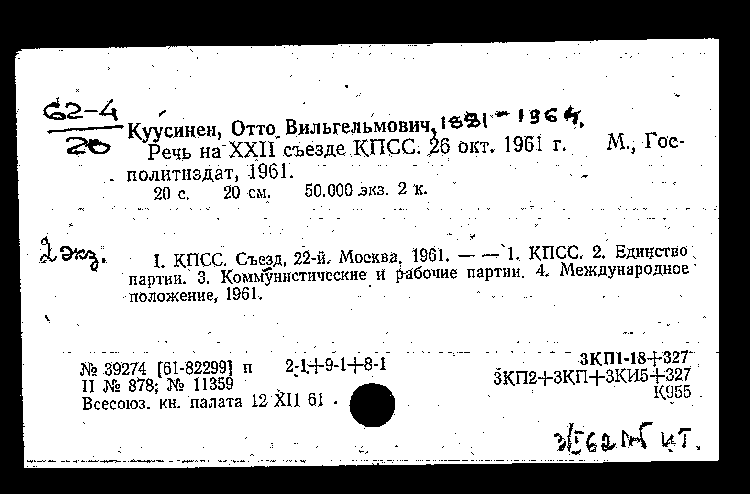 62-4
20
Куусинен, Отто Вильгельмович, 1881-1964.
Речь на XXII съезде КПСС. 26 окт. 1961 г. М., Гос-
политиздат, 1961.
20 с. 20 см. 50.000 экз. 2 к.
2 экз.
I. КПСС. Съезд, 22-й. Москва, 1961. — — 1. КПСС. 2. Единство
партии. 3. Коммунистические и рабочие партии. 4. Международное
положение, 1961.
№ 39274 [61-82299] п 2-1+9-1+8-1
II № 878; № 11359
Всесоюз. кн. палата 12 XII 61
3КП1-18+327
3КП2+3КП+3КИ5+327
К955
3/I 62